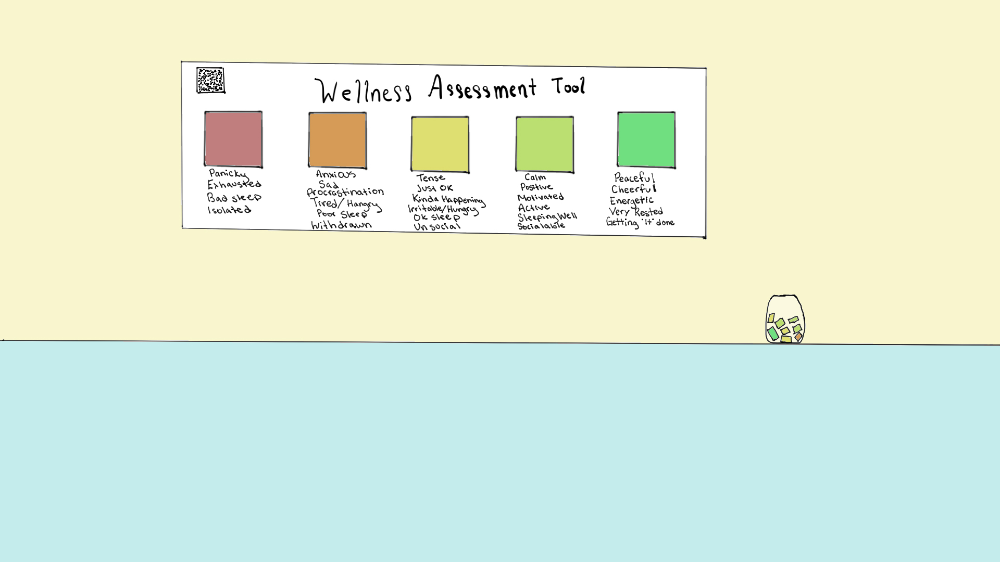 Wellness Assessment Tool
Panicky
Exhausted
Bad sleep
Isolated
Anxious
Sad
Procrastination
Tired/Hangry
Poor Sleep
Withdrawn
Tense
Just OK
Kinda Happening
Irritable/Hungry
Ok sleep
Unsocial
Calm
Positive
Motivated
Active
Sleeping Well
Socialable
Peaceful
Cheerful
Energetic
Very Rested
Getting "it" done